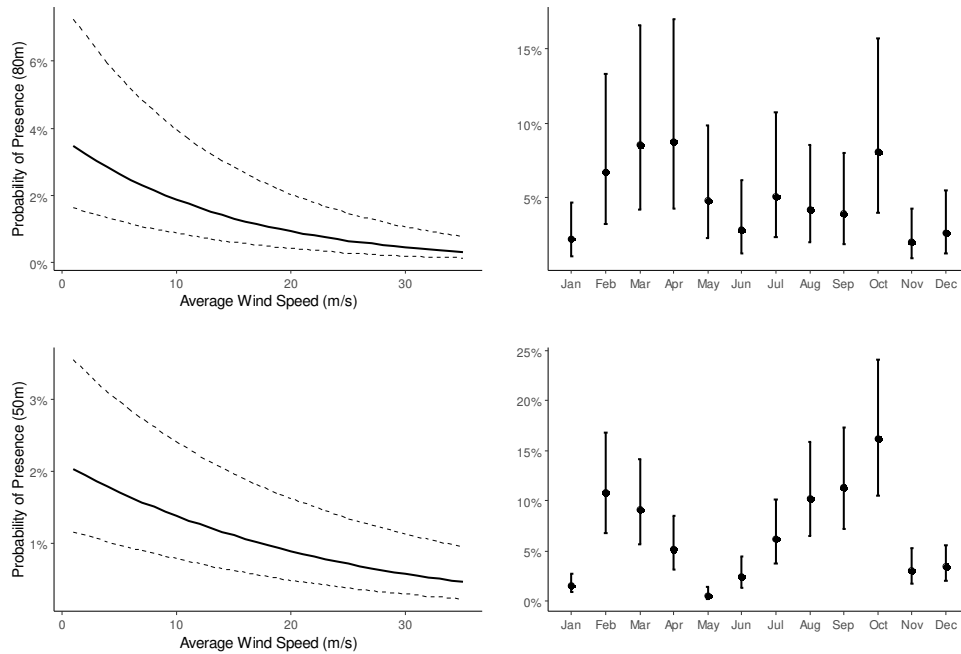 Probability of Presence (80m)
6%
4%
2%
0%
0 10 20 30
Average Wind Speed (m/s)
15%
10%
5%
Jan Feb Mar Apr May Jun Jul Aug Sep Oct Nov Dec
Probability of Presence (50m)
3%
2%
1%
0 10 20 30
Average Wind Speed (m/s)
25%
20%
15%
10%
5%
0%
Jan Feb Mar Apr May Jun Jul Aug Sep Oct Nov Dec